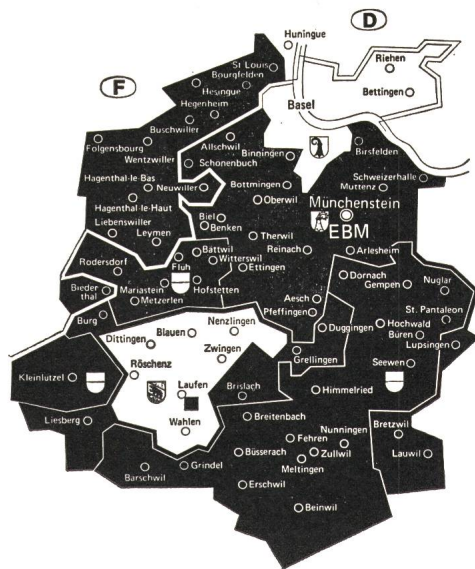 D
Huningue
F
St. Louis
Bourgfelden
Riehen
Bettingen
Hegenheim
Basel
Buschwiller
Folgensbourg
Wentzwiller
Allschwil
Schonenbuch
Binningen
Birsfelden
Hagenthal-le-Bas
Neuwiller
Bottmingen
Schweizerhalle
Muttenz
Hagenthal-le-Haut
Oberwil
Münchenstein
Liebenswiller
Biel
Benken
EBM
Leymen
Therwil
Bättwil
Reinach
Arlesheim
Rodersdorf
Flüh
Witterswil
Ettingen
Dornach
Gempen
Nuglar
Bieder
thal
Mariastein
Hofstetten
Metzerlen
Aesch
Pfeffingen
St. Pantaleon
Burg
Nenzlingen
Duggingen
Hochwald
Büren
Lupsingen
Blauen
Dittingen
Zwingen
Grellingen
Seewen
Kleinlützel
Röschenz
Laufen
Brislach
Himmelried
Liesberg
Wahlen
Breitenbach
Bretzwil
Nunningen
Fehren
Büsserach
Zullwil
Lauwil
Meltingen
Barschwil
Grindel
Erschwil
Beinwil